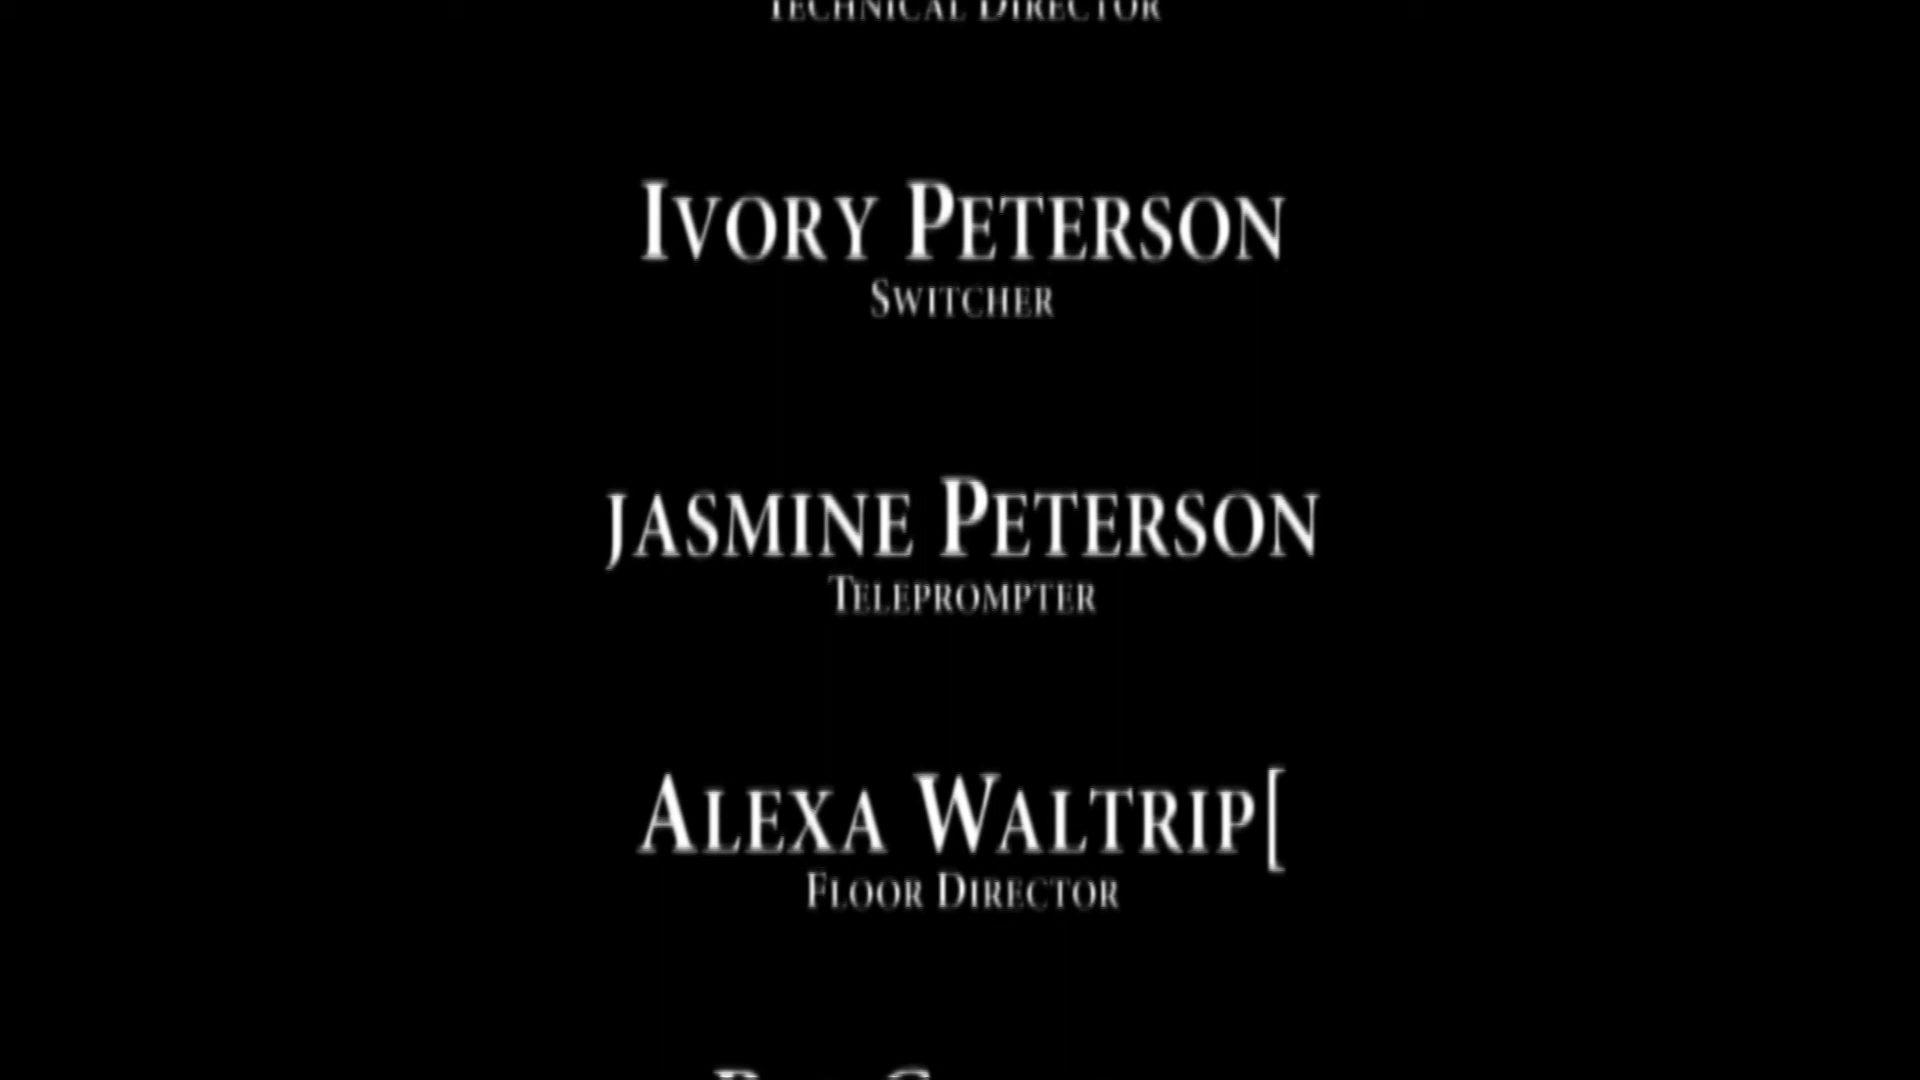 Technical Director
Ivory Peterson
Switcher
jasmine Peterson
Teleprompter
Alexa Waltrip[
Floor Director